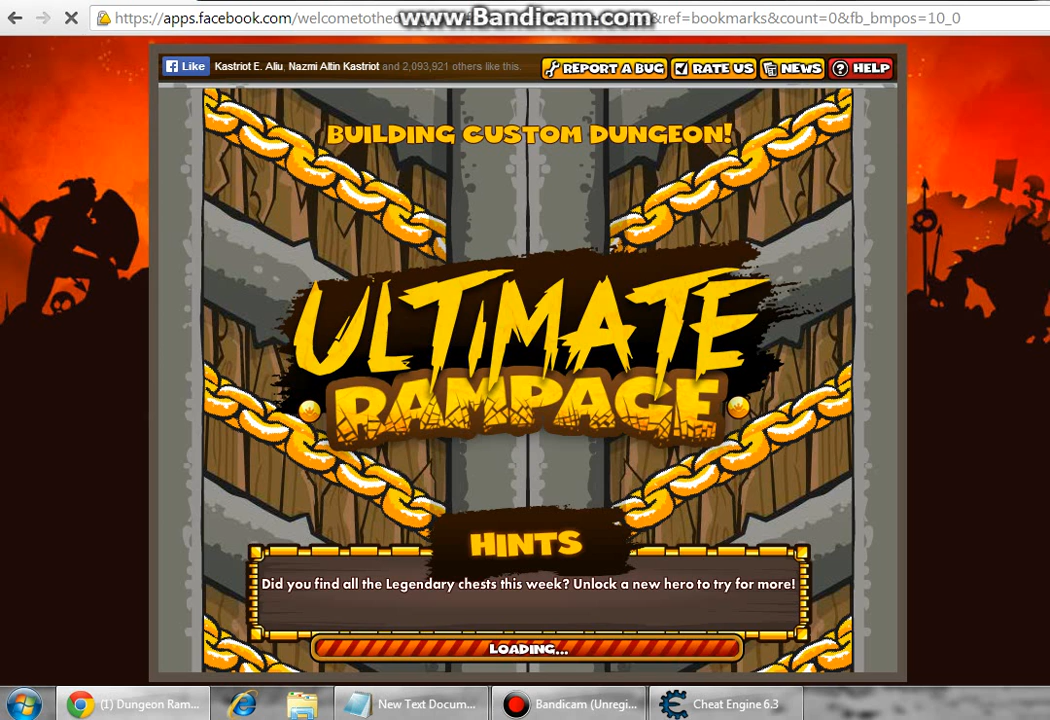 https://apps.facebook.com/welcometothed
www.Bandicam.com
&ref=bookmarks&count=0&fb_bmpos=10_0
Like
Kastriot E. Aliu, Nazmi Altin Kastriot and 2,093,921 others like this.
REPORT A BUG
RATE US
NEWS
HELP
BUILDING CUSTOM DUNGEON!
ULTIMATE
RAMPAGE
HINTS
Did you find all the Legendary chests this week? Unlock a new hero to try for more!
LOADING...
(1) Dungeon Ram...
New Text Docum...
Bandicam (Unregi...
Cheat Engine 6.3